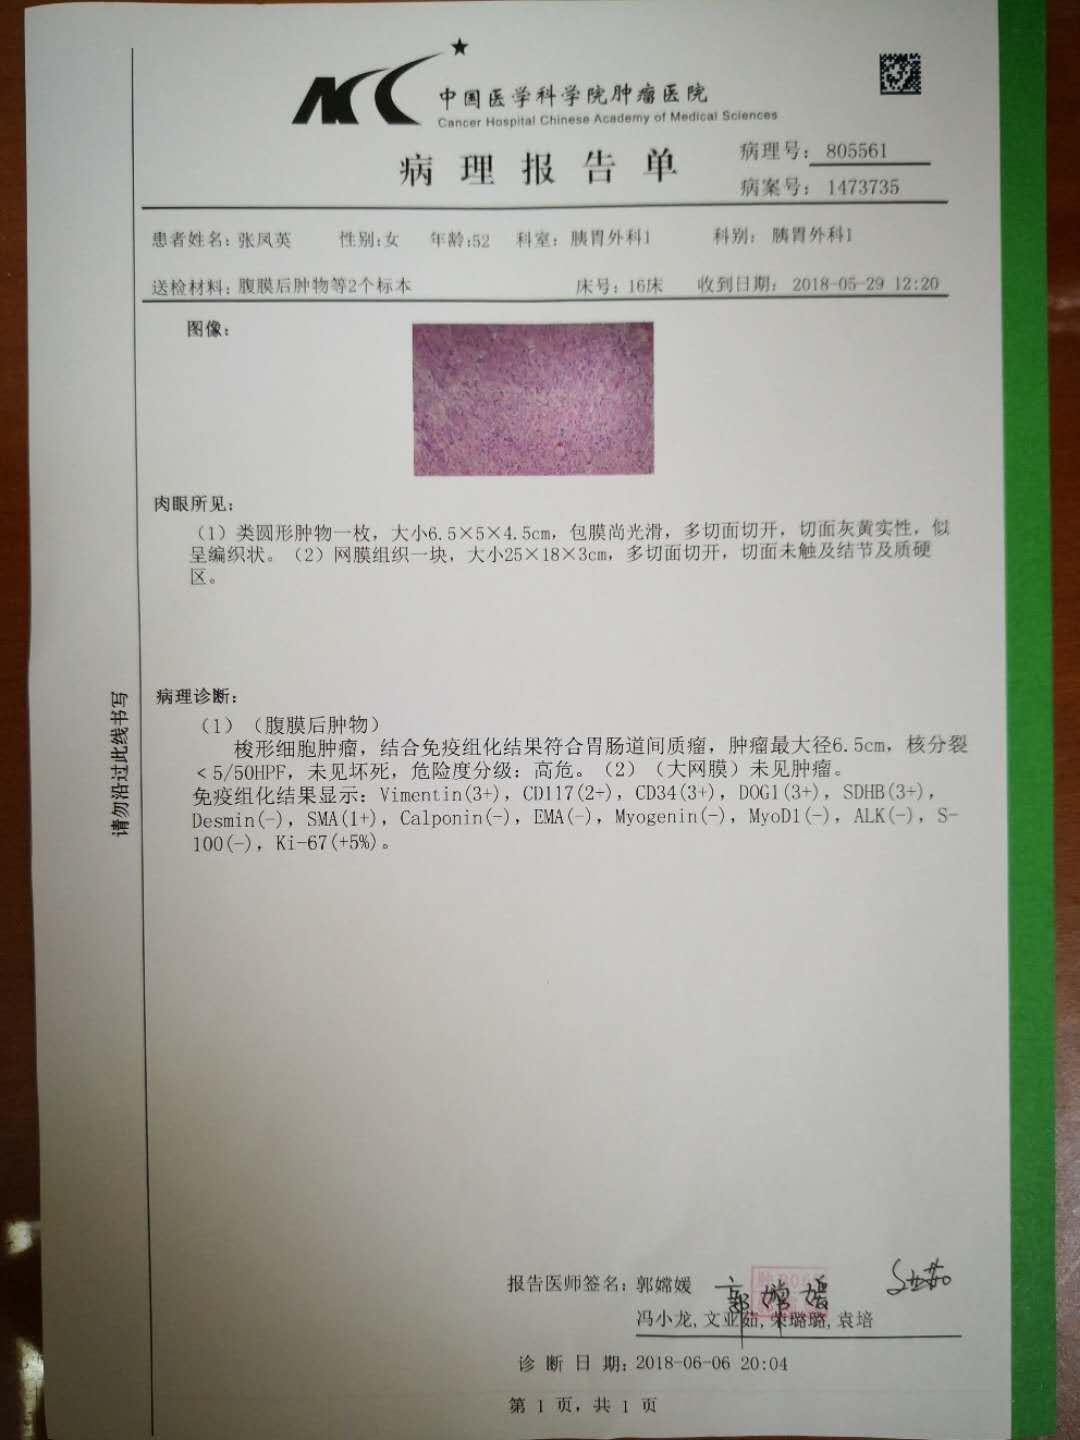 中国医学科学院肿瘤医院
Cancer Hospital Chinese Academy of Medical Sciences
病理报告单
病理号：805561
病案号：1473735
患者姓名：张凤英 性别：女 年龄：52 科室：胰胃外科1 科别：胰胃外科1
送检材料：腹膜后肿物等2个标本 床号：16床 收到日期：2018-05-29 12:20
图像：
肉眼所见：
（1）类圆形肿物一枚，大小6.5×5×4.5cm，包膜尚光滑，多切面切开，切面灰黄实性，似
呈编织状。（2）网膜组织一块，大小25×18×3cm，多切面切开，切面未触及结节及质硬
区。
请勿沿过此线书写
病理诊断：
（1）（腹膜后肿物）
梭形细胞肿瘤，结合免疫组化结果符合胃肠道间质瘤，肿瘤最大径6.5cm，核分裂
<5/50HPF，未见坏死，危险度分级：高危。（2）（大网膜）未见肿瘤。
免疫组化结果显示：Vimentin(3+)，CD117(2+)，CD34(3+)，DOG1(3+)，SDHB(3+)，
Desmin(-)，SMA(1+)，Calponin(-)，EMA(-)，Myogenin(-)，MyoD1(-)，ALK(-)，S-
100(-)，Ki-67(+5%)。
报告医师签名：郭嫦媛 郭嫦媛
冯小龙，文亚茹，宋璐璐，袁培
诊断日期：2018-06-06 20:04
第 1 页，共 1 页